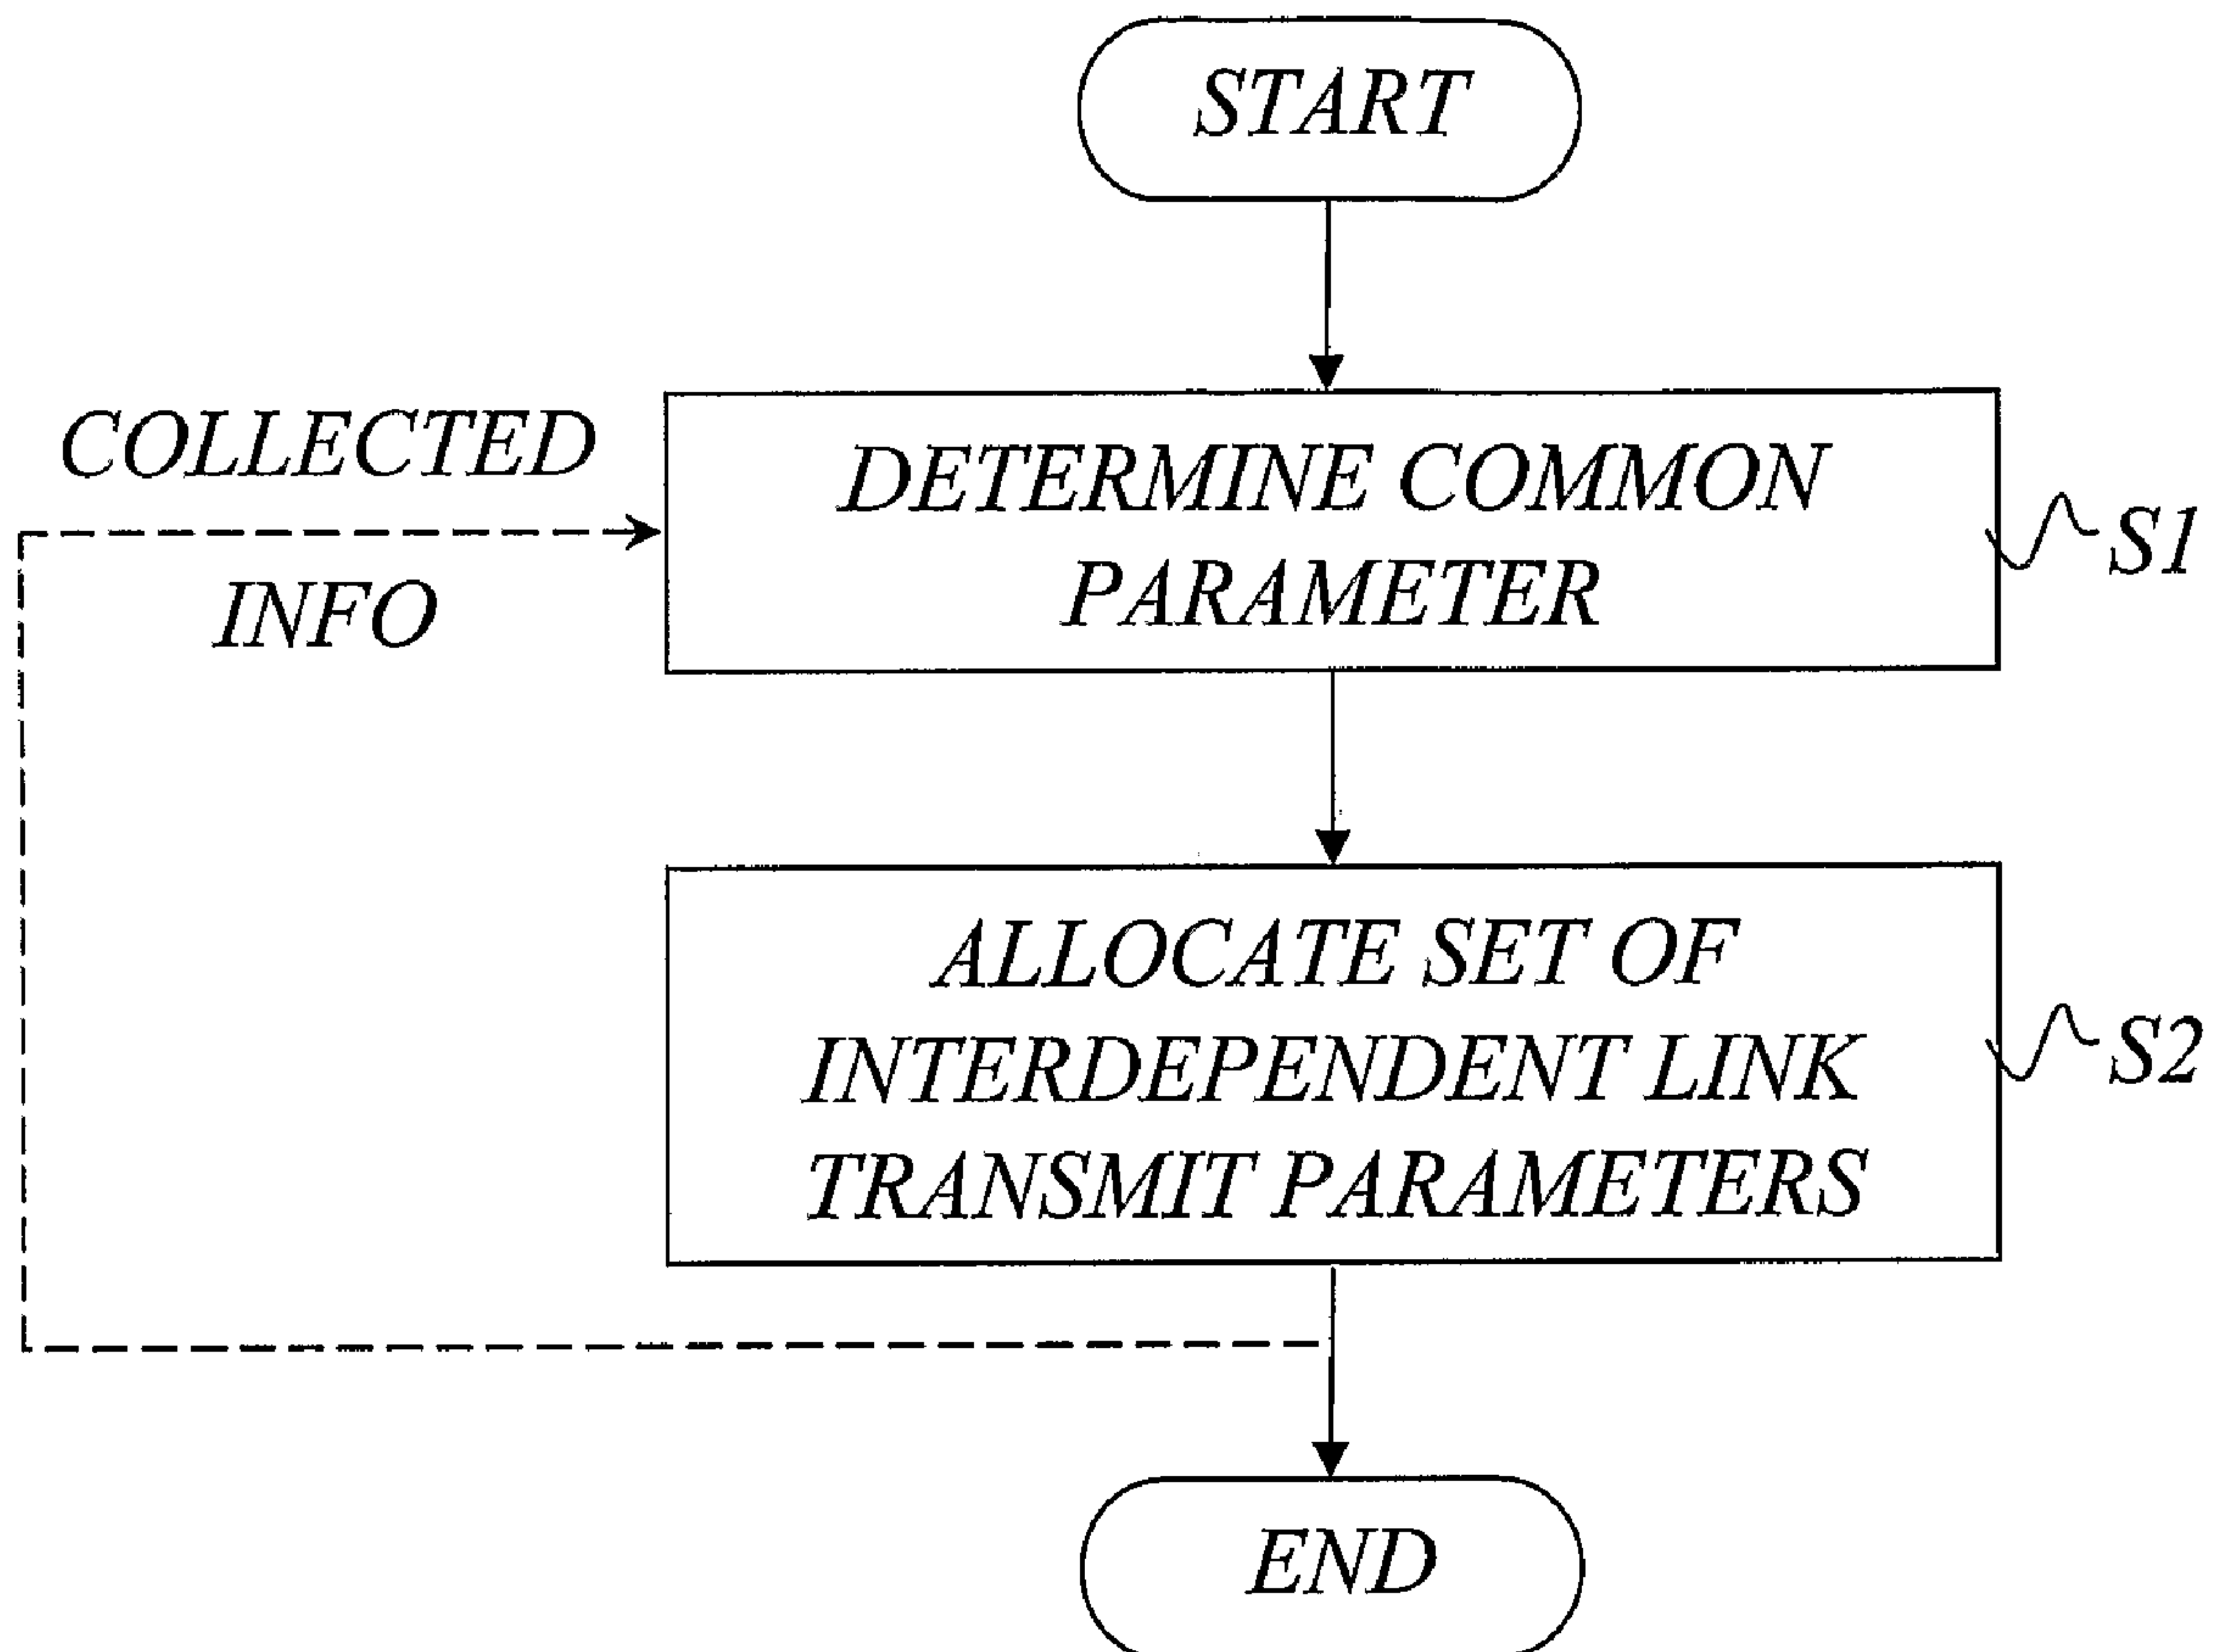 START
COLLECTED
INFO
DETERMINE COMMON
PARAMETER
S1
ALLOCATE SET OF
INTERDEPENDENT LINK
TRANSMIT PARAMETERS
S2
END